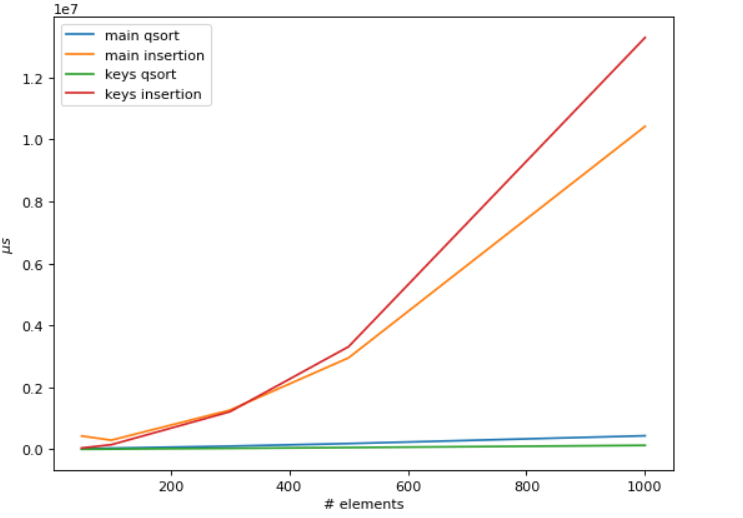 1e7
main qsort
main insertion
keys qsort
keys insertion
1.2
1.0
0.8
0.6
0.4
0.2
0.0
μs
200 400 600 800 1000
# elements